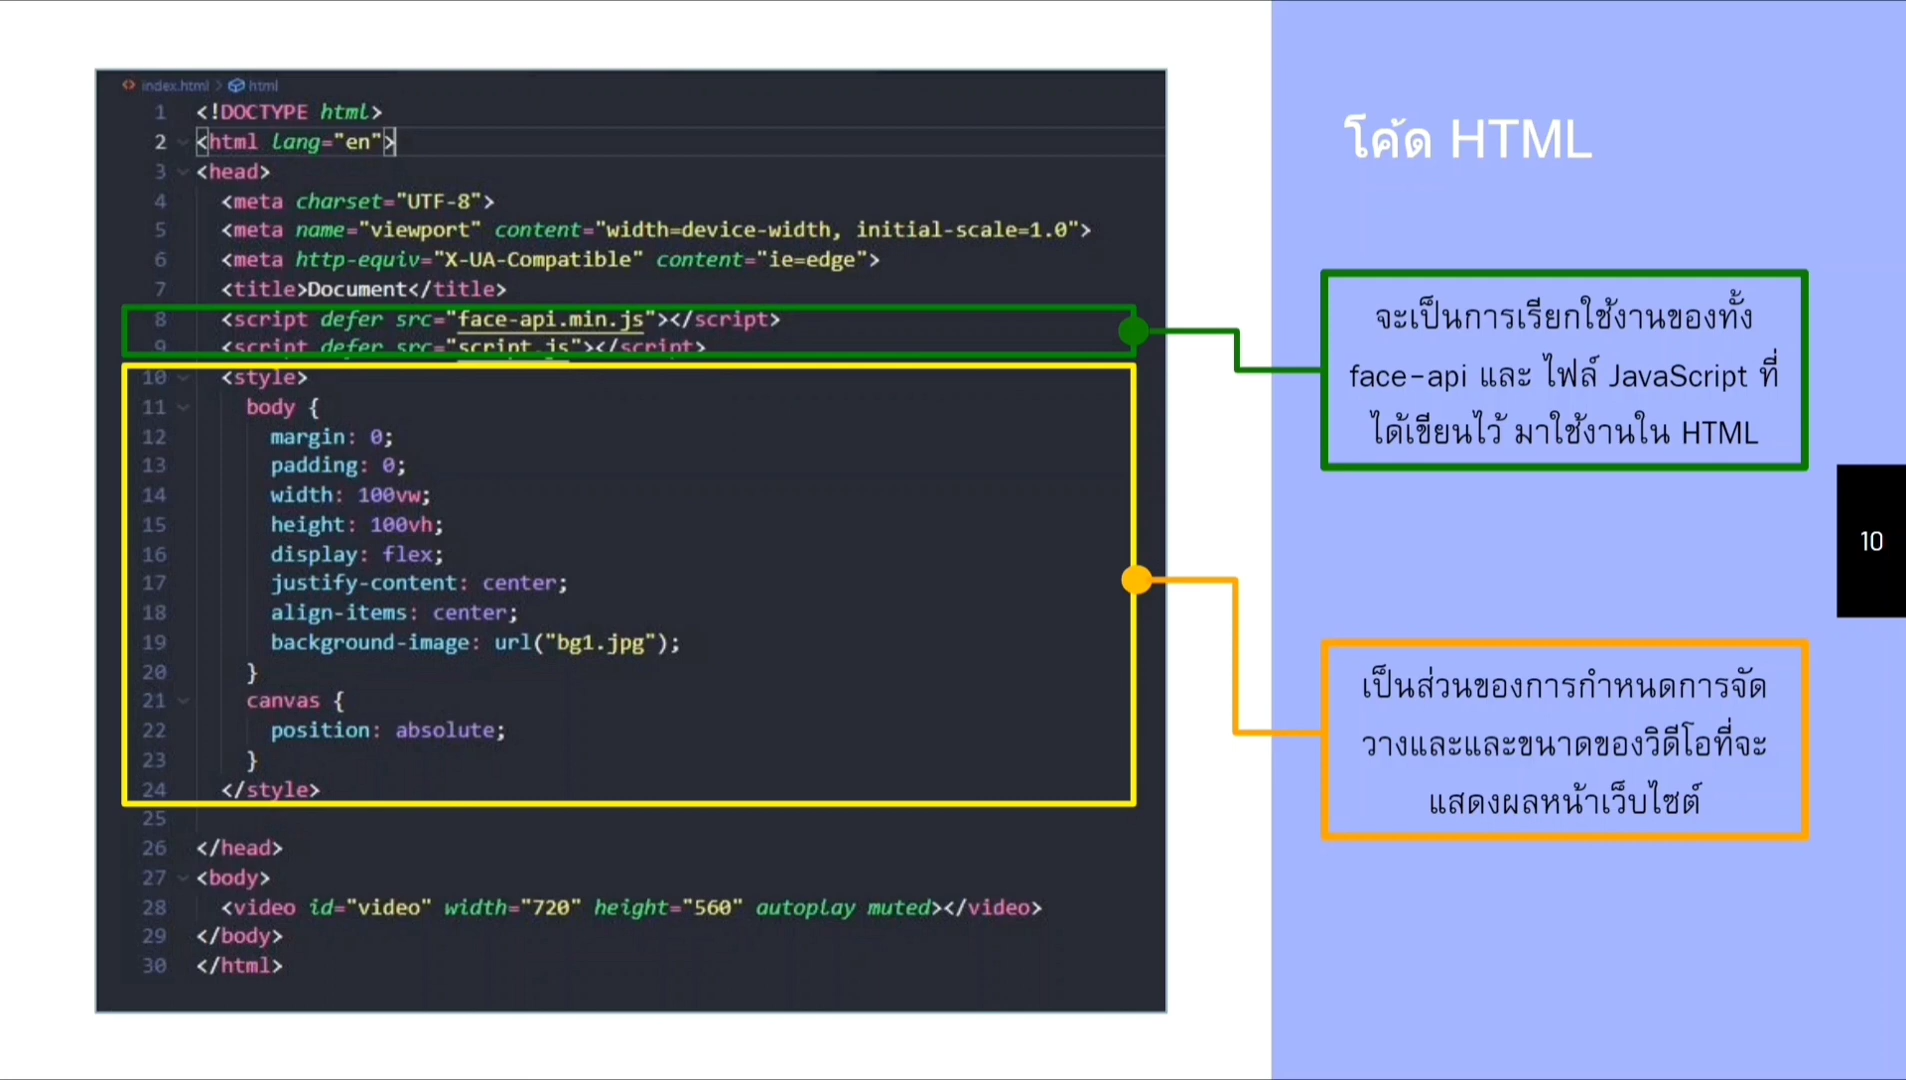 index.html > html
1 <!DOCTYPE html>
2 <html lang="en">
3 <head>
4 <meta charset="UTF-8">
5 <meta name="viewport" content="width=device-width, initial-scale=1.0">
6 <meta http-equiv="X-UA-Compatible" content="ie=edge">
7 <title>Document</title>
8 <script defer src="face-api.min.js"></script>
9 <script defer src="script.js"></script>
10 <style>
11 body {
12 margin: 0;
13 padding: 0;
14 width: 100vw;
15 height: 100vh;
16 display: flex;
17 justify-content: center;
18 align-items: center;
19 background-image: url("bg1.jpg");
20 }
21 canvas {
22 position: absolute;
23 }
24 </style>
25
26 </head>
27 <body>
28 <video id="video" width="720" height="560" autoplay muted></video>
29 </body>
30 </html>
โค้ด HTML
จะเป็นการเรียกใช้งานของทั้ง
face-api และ ไฟล์ JavaScript ที่
ได้เขียนไว้ มาใช้งานใน HTML
10
เป็นส่วนของการกำหนดการจัด
วางและและขนาดของวิดีโอที่จะ
แสดงผลหน้าเว็บไซต์